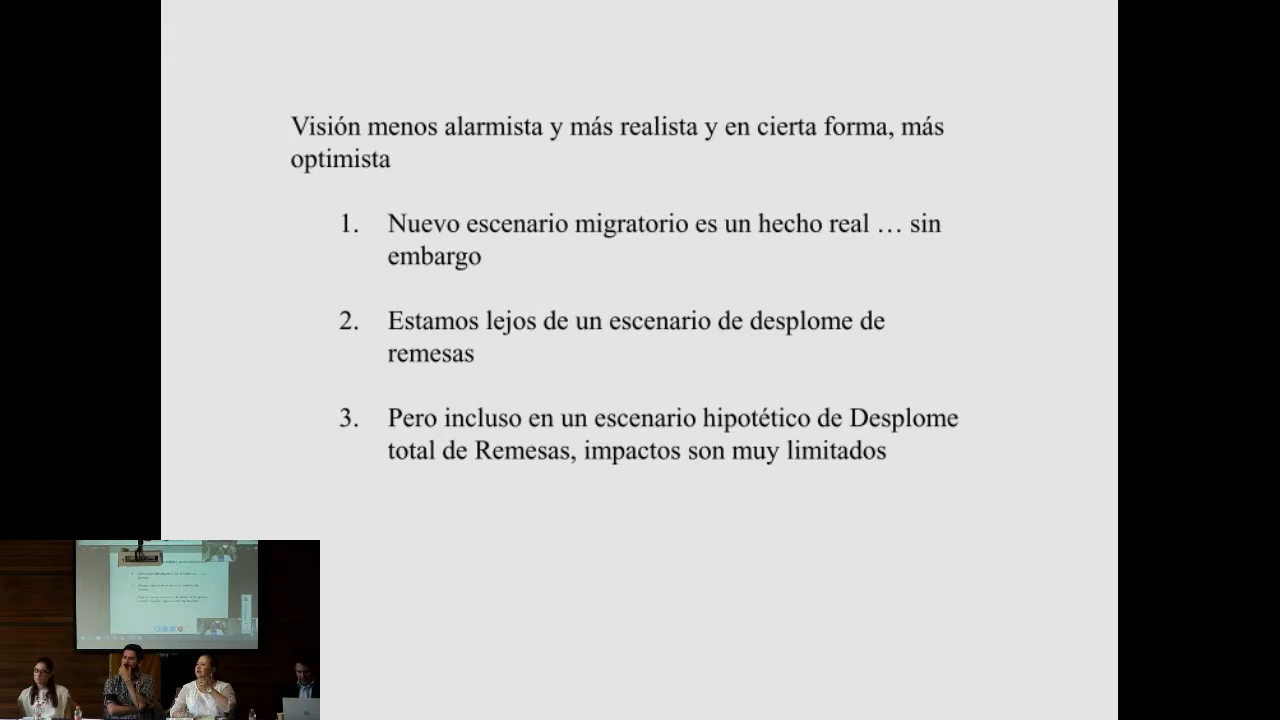 Visión menos alarmista y más realista y en cierta forma, más
optimista
1. Nuevo escenario migratorio es un hecho real … sin
embargo
2. Estamos lejos de un escenario de desplome de
remesas
3. Pero incluso en un escenario hipotético de Desplome
total de Remesas, impactos son muy limitados